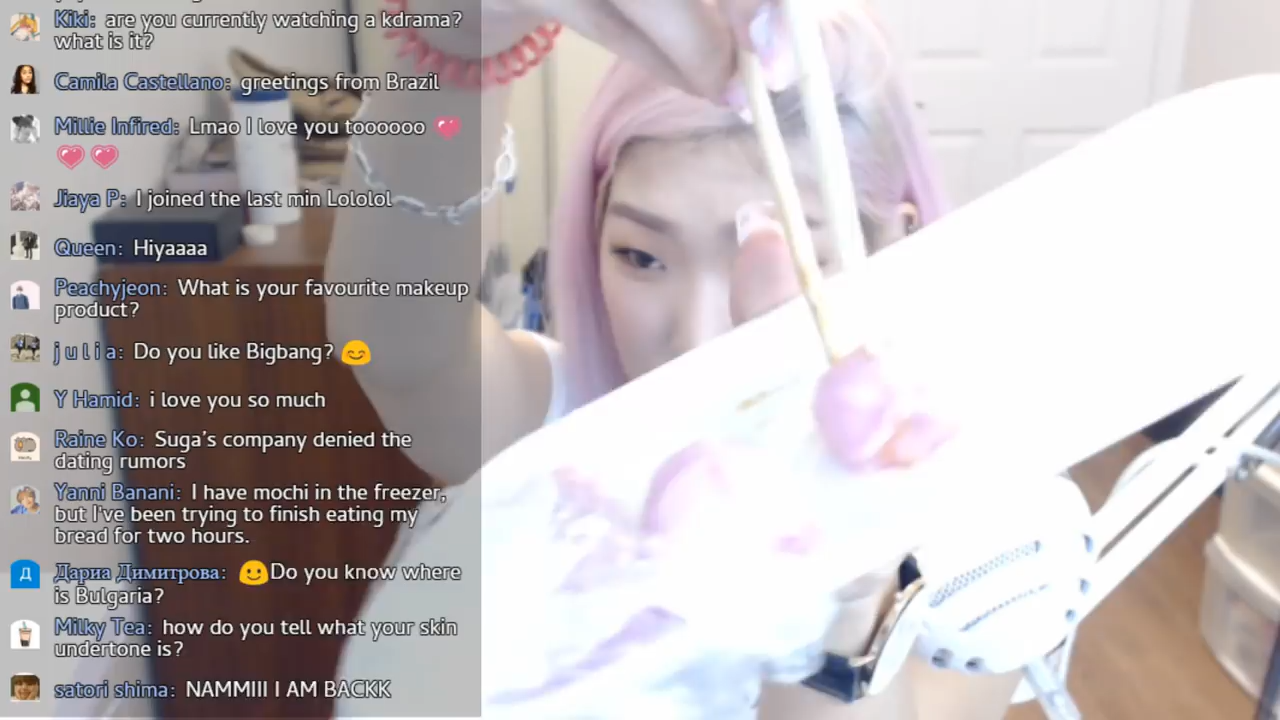 Kiki: are you currently watching a kdrama?
what is it?
Camila Castellano: greetings from Brazil
Millie Infired: Lmao I love you toooooo 💗
💗 💗
Jiaya P: I joined the last min Lololol
Queen: Hiyaaaa
Peachyjeon: What is your favourite makeup
product?
j u l i a: Do you like Bigbang? 😊
Y Hamid: i love you so much
Raine Ko: Suga's company denied the
dating rumors
Yanni Banani: I have mochi in the freezer,
but I've been trying to finish eating my
bread for two hours.
Д
Дариа Димитрова: 🙂Do you know where
is Bulgaria?
Milky Tea: how do you tell what your skin
undertone is?
satori shima: NAMMIII I AM BACKK